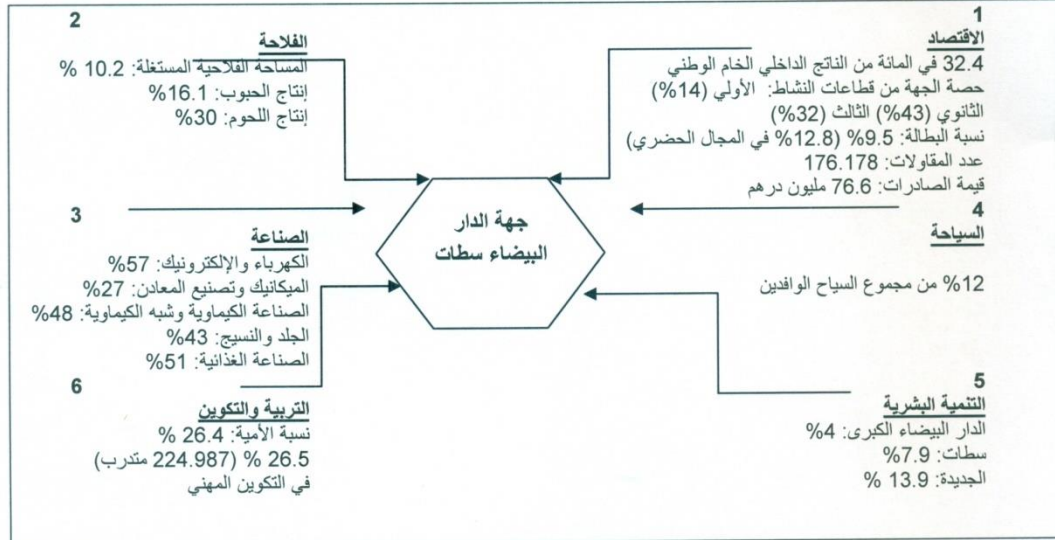 1
الاقتصاد
32.4 في المائة من الناتج الداخلي الخام الوطني
حصة الجهة من قطاعات النشاط: الأولي (14%)
الثانوي (43%) الثالث (32%)
نسبة البطالة: 9.5% (12.8% في المجال الحضري)
عدد المقاولات: 176.178
قيمة الصادرات: 76.6 مليون درهم
2
الفلاحة
المساحة الفلاحية المستغلة: 10.2 %
إنتاج الحبوب: 16.1%
إنتاج اللحوم: 30%
جهة الدار
البيضاء سطات
3
الصناعة
الكهرباء والإلكترونيك: 57%
الميكانيك وتصنيع المعادن: 27%
الصناعة الكيماوية وشبه الكيماوية: 48%
الجلد والنسيج: 43%
الصناعة الغذائية: 51%
4
السياحة
12% من مجموع السياح الوافدين
5
التنمية البشرية
الدار البيضاء الكبرى: 4%
سطات: 7.9%
الجديدة: 13.9 %
6
التربية والتكوين
نسبة الأمية: 26.4 %
26.5 % (224.987 متدرب)
في التكوين المهني